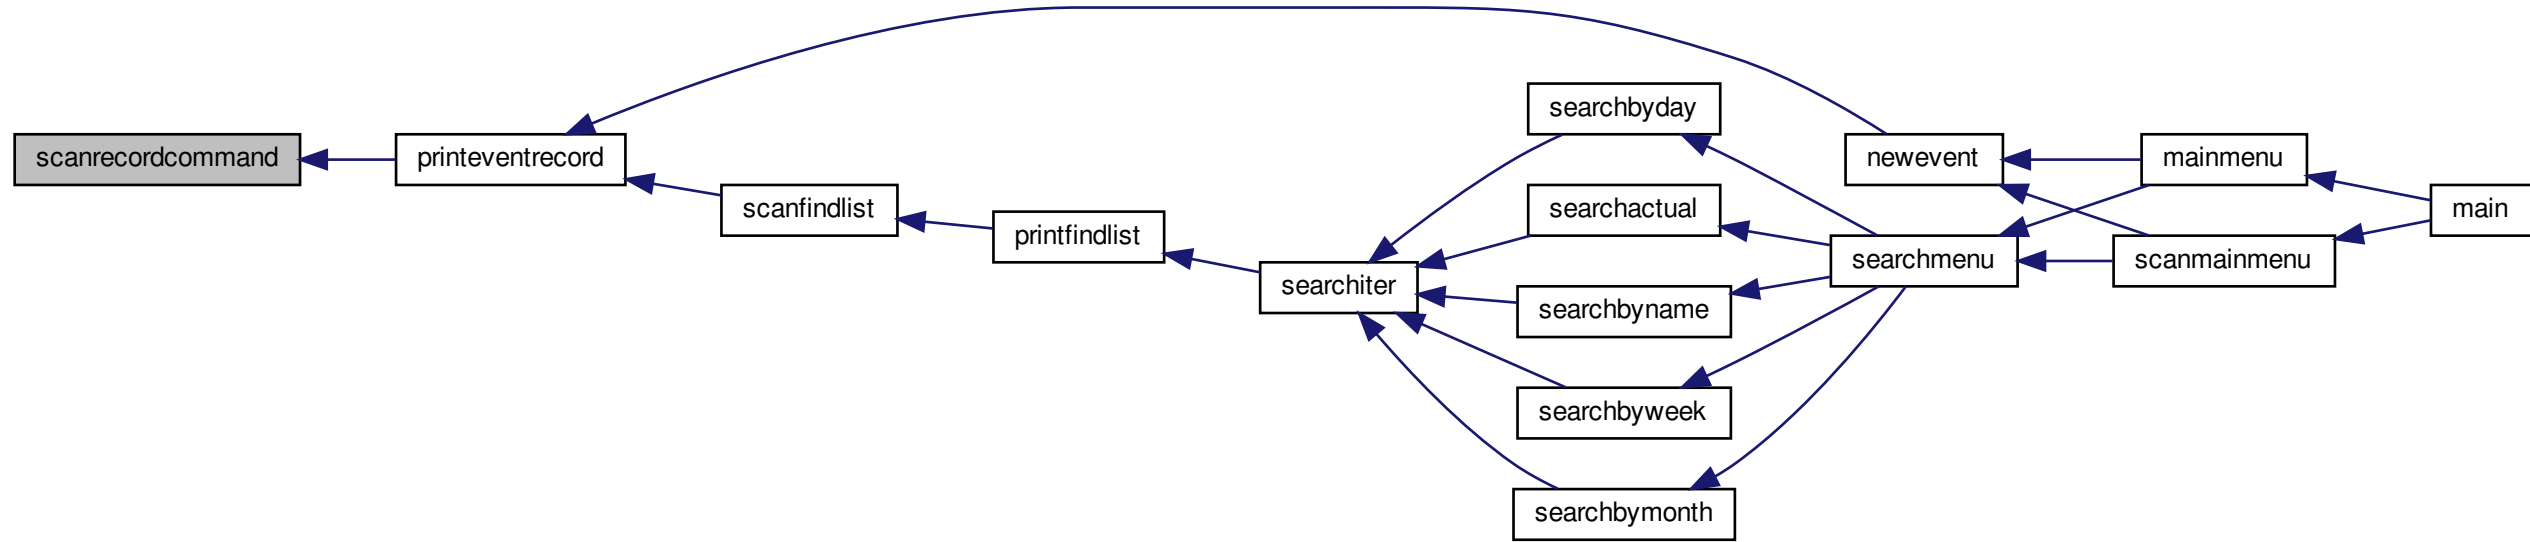 scanrecordcommand
printeventrecord
scanfindlist
printfindlist
searchiter
searchbyday
searchactual
searchbyname
searchbyweek
searchbymonth
newevent
searchmenu
mainmenu
scanmainmenu
main